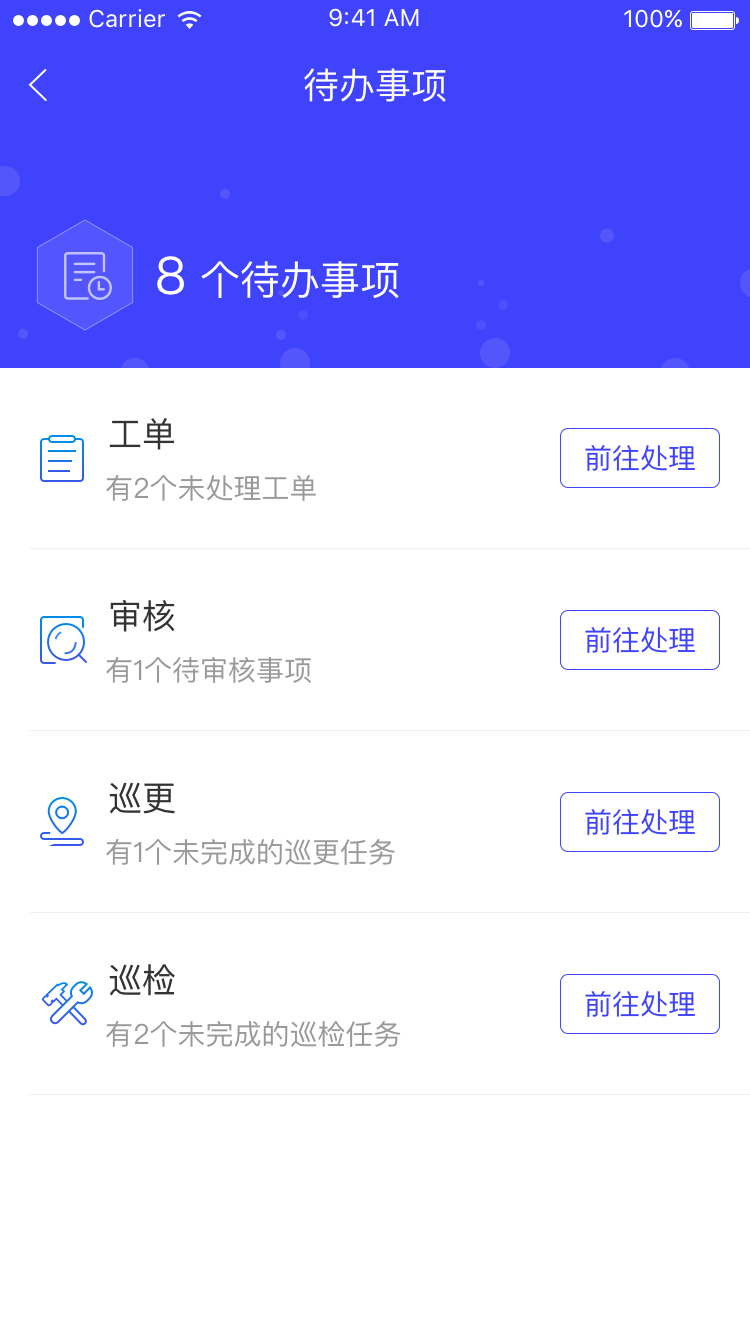 Carrier 9:41 AM 100%
待办事项
8 个待办事项
工单
有2个未处理工单
前往处理
审核
有1个待审核事项
前往处理
巡更
有1个未完成的巡更任务
前往处理
巡检
有2个未完成的巡检任务
前往处理